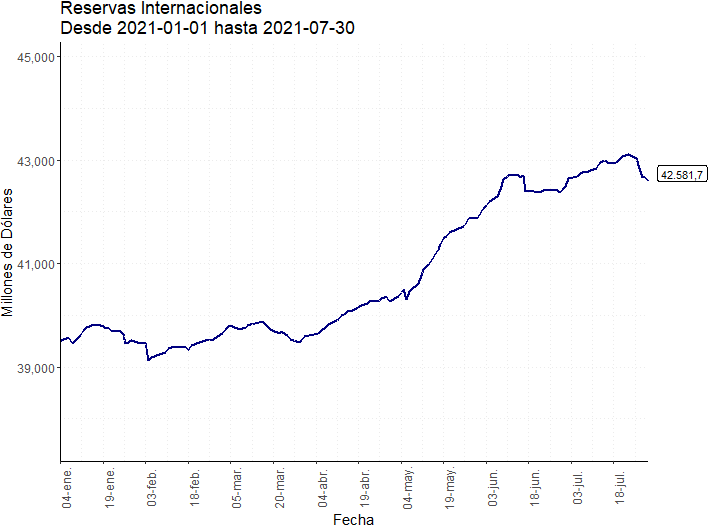 Reservas Internacionales
Desde 2021-01-01 hasta 2021-07-30
Millones de Dólares
45,000
43,000
41,000
39,000
42.581,7
04-ene.
19-ene.
03-feb.
18-feb.
05-mar.
20-mar.
04-abr.
19-abr.
04-may.
19-may.
03-jun.
18-jun.
03-jul.
18-jul.
Fecha